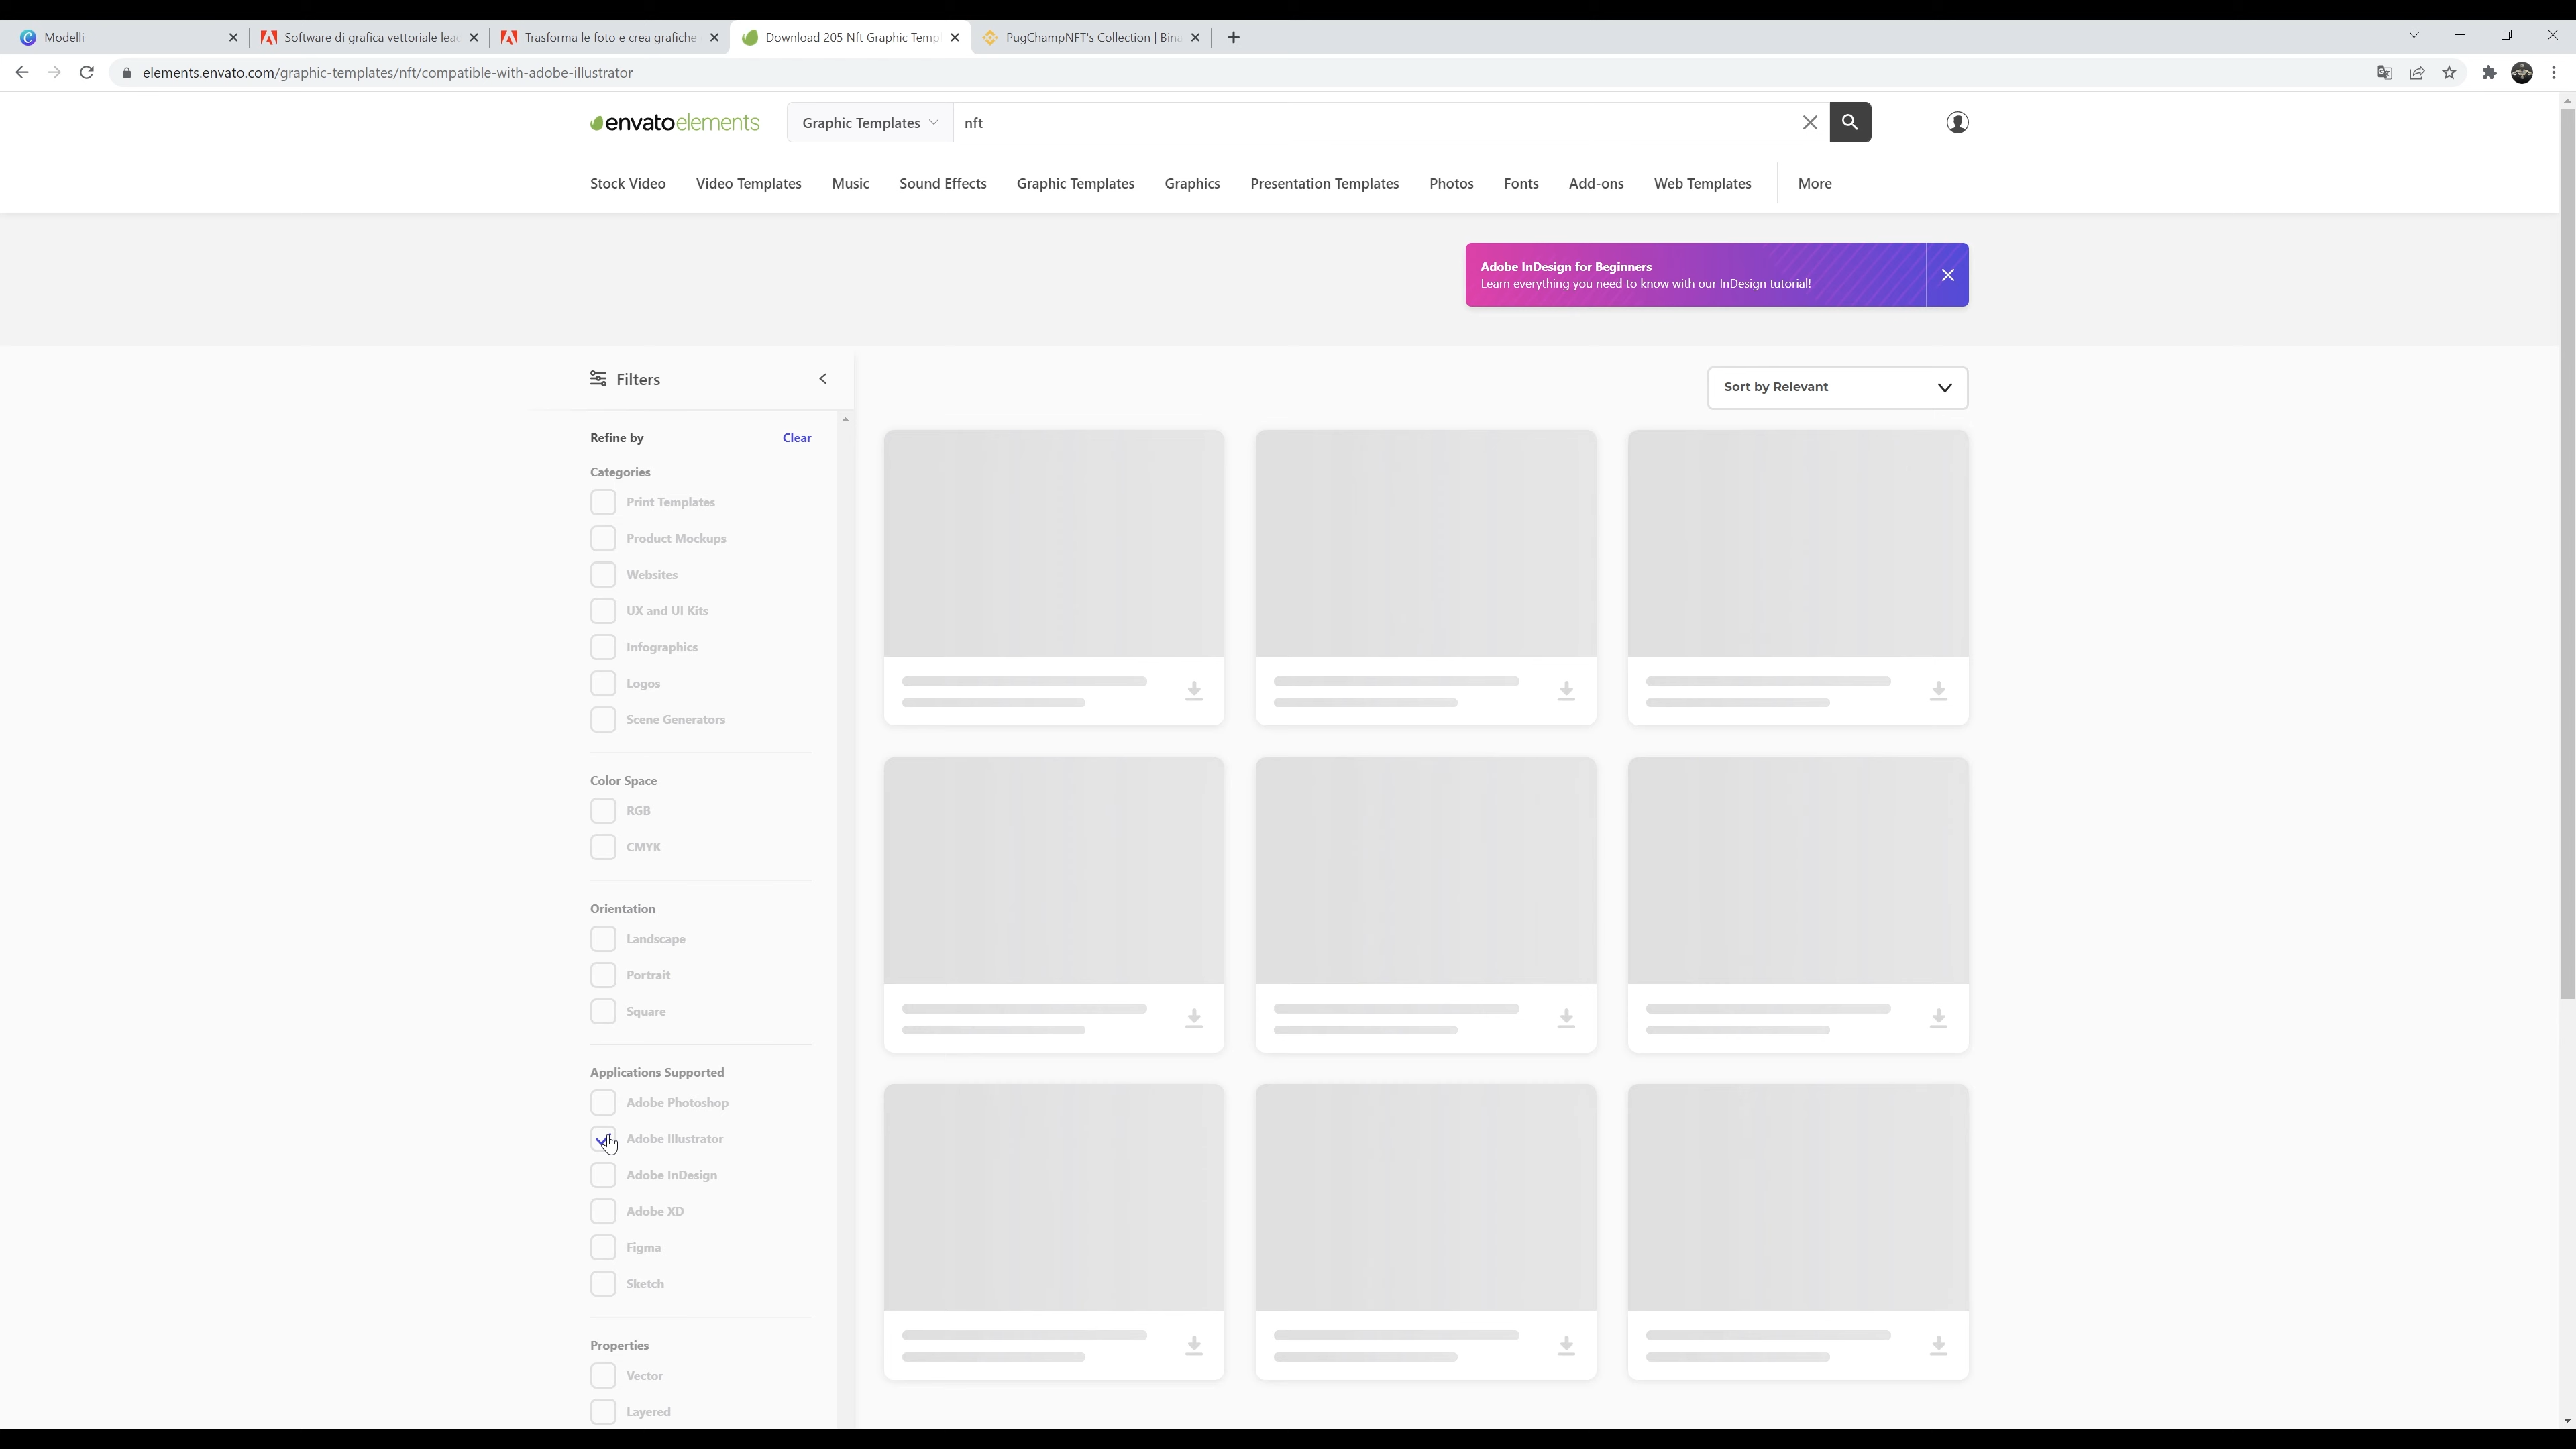 Modelli
Software di grafica vettoriale lea
Trasforma le foto e crea grafiche
Download 205 Nft Graphic Temp
PugChampNFT's Collection | Bina
elements.envato.com/graphic-templates/nft/compatible-with-adobe-illustrator
envatoelements
Graphic Templates
nft
Stock Video
Video Templates
Music
Sound Effects
Graphic Templates
Graphics
Presentation Templates
Photos
Fonts
Add-ons
Web Templates
More
Adobe InDesign for Beginners
Learn everything you need to know with our InDesign tutorial!
Filters
Sort by Relevant
Refine by
Clear
Categories
Print Templates
Product Mockups
Websites
UX and UI Kits
Infographics
Logos
Scene Generators
Color Space
RGB
CMYK
Orientation
Landscape
Portrait
Square
Applications Supported
Adobe Photoshop
Adobe Illustrator
Adobe InDesign
Adobe XD
Figma
Sketch
Properties
Vector
Layered